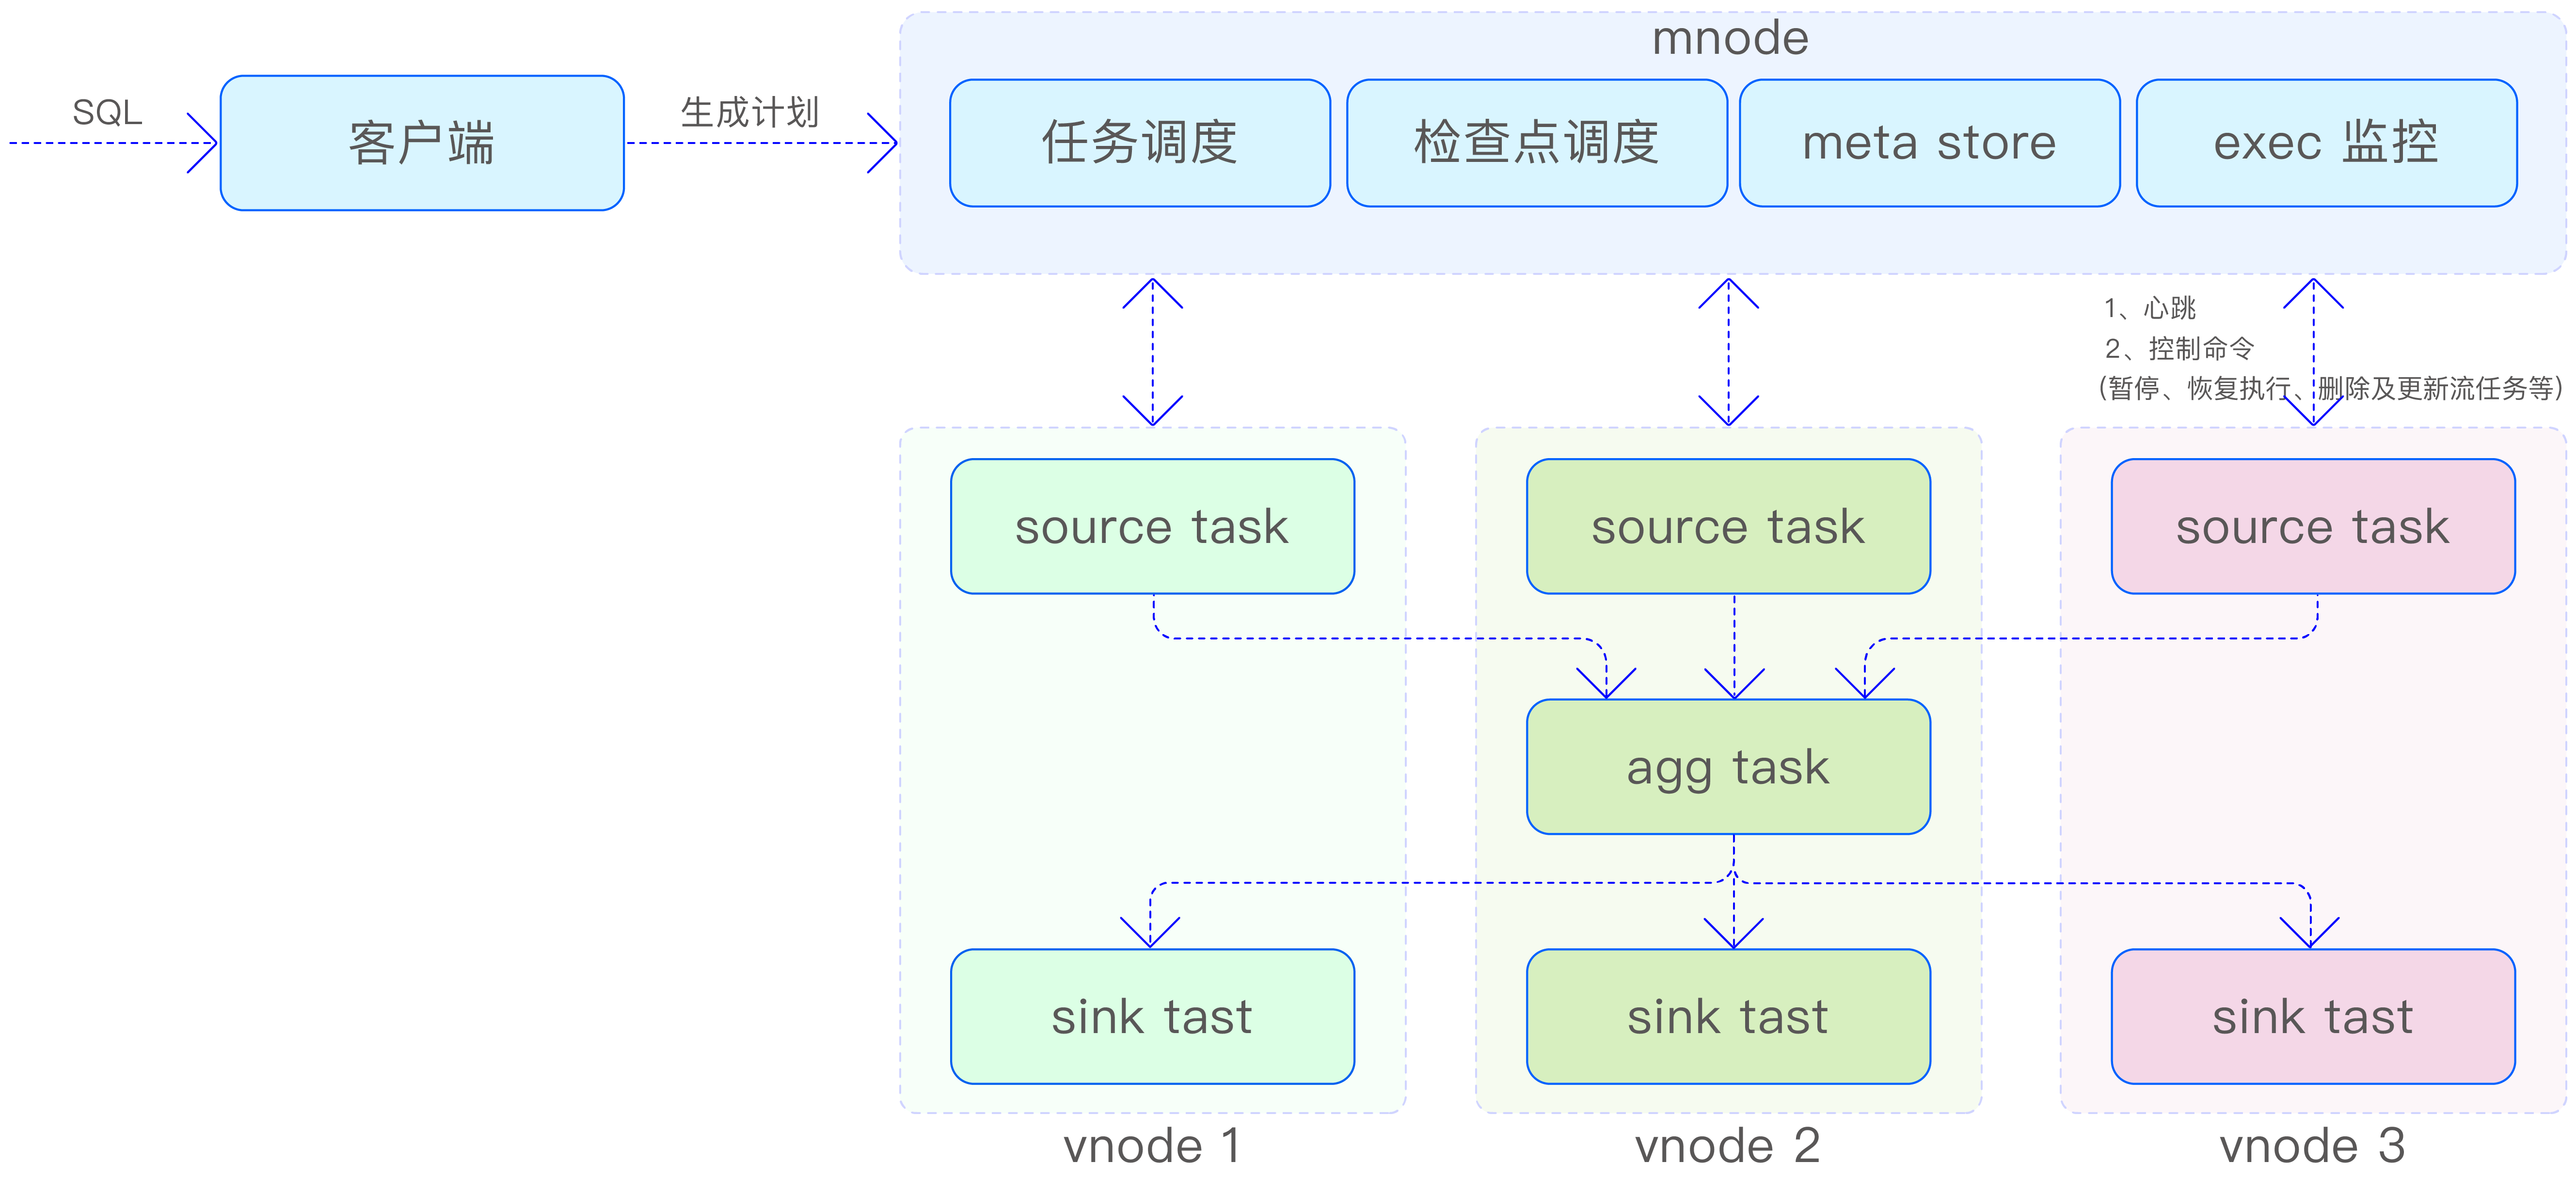 mnode
SQL
客户端
生成计划
任务调度
检查点调度
meta store
exec 监控
1、心跳
2、控制命令
(暂停、恢复执行、删除及更新流任务等)
source task
source task
source task
agg task
sink tast
sink tast
sink tast
vnode 1
vnode 2
vnode 3